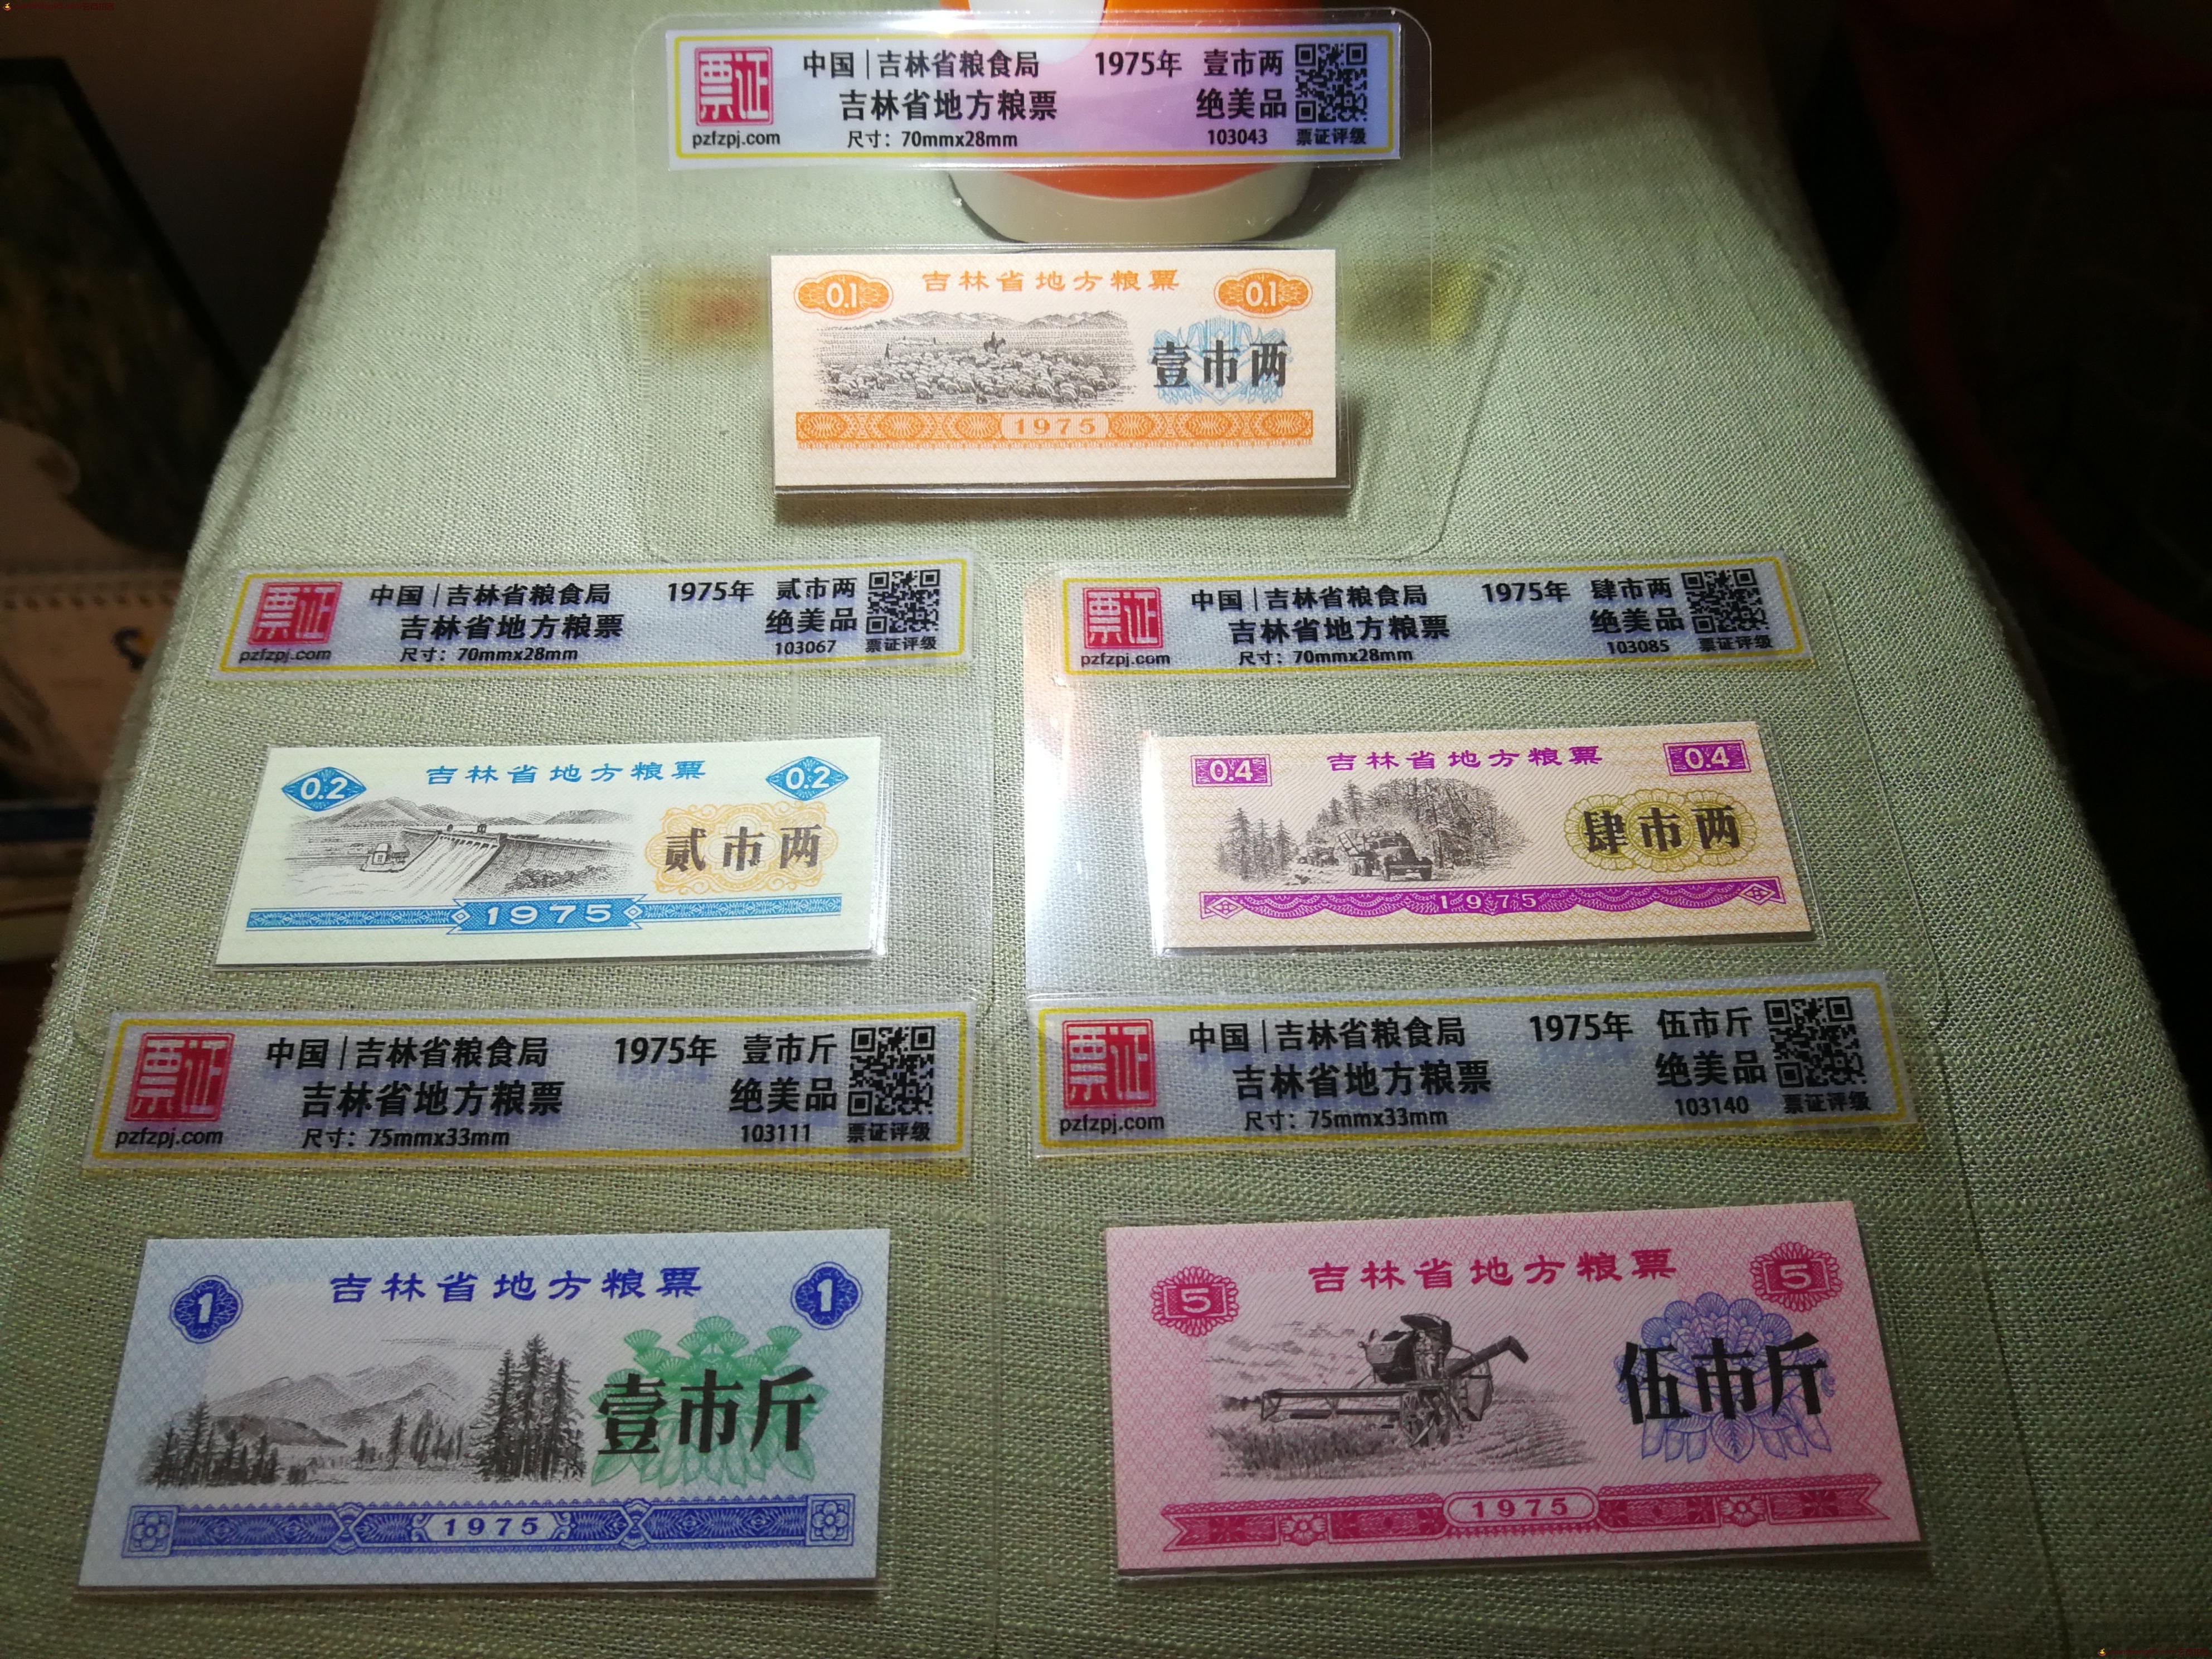 票证
pzfzpj.com
中国|吉林省粮食局 1975年 壹市两
吉林省地方粮票 绝美品
尺寸：70mmx28mm 103043 票证评级
0.1 吉林省地方粮票 0.1
壹市两
1975
票证
pzfzpj.com
中国|吉林省粮食局 1975年 贰市两
吉林省地方粮票 绝美品
尺寸：70mmx28mm 103067 票证评级
0.2 吉林省地方粮票 0.2
贰市两
1975
票证
pzfzpj.com
中国|吉林省粮食局 1975年 肆市两
吉林省地方粮票 绝美品
尺寸：70mmx28mm 103085 票证评级
0.4 吉林省地方粮票 0.4
肆市两
1975
票证
pzfzpj.com
中国|吉林省粮食局 1975年 壹市斤
吉林省地方粮票 绝美品
尺寸：75mmx33mm 103111 票证评级
1 吉林省地方粮票 1
壹市斤
1975
票证
pzfzpj.com
中国|吉林省粮食局 1975年 伍市斤
吉林省地方粮票 绝美品
尺寸：75mmx33mm 103140 票证评级
5 吉林省地方粮票 5
伍市斤
1975